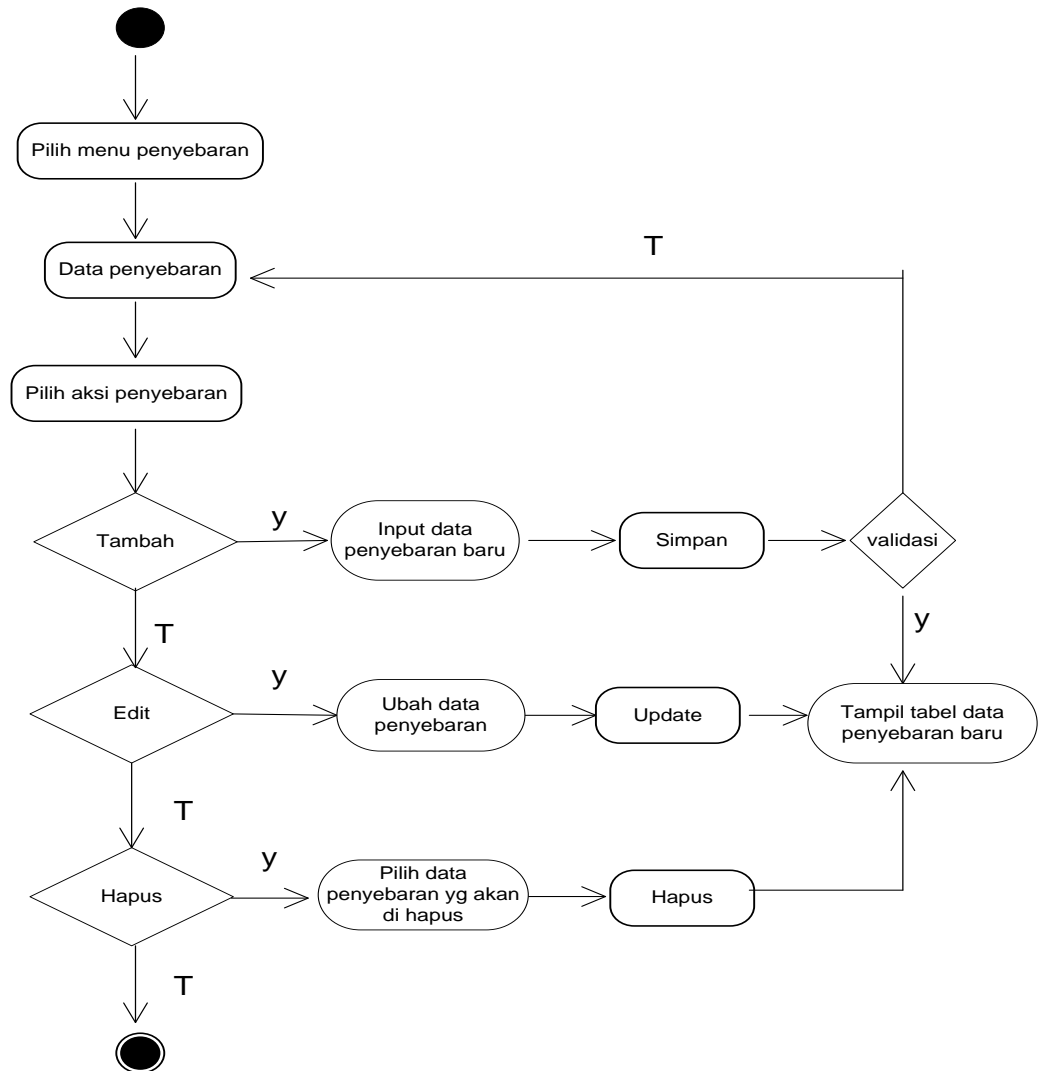 Pilih menu penyebaran
T
Data penyebaran
Pilih aksi penyebaran
Tambah
y
Input data
penyebaran baru
Simpan
validasi
T
y
Edit
y
Ubah data
penyebaran
Update
Tampil tabel data
penyebaran baru
T
Hapus
y
Pilih data
penyebaran yg akan
di hapus
Hapus
T